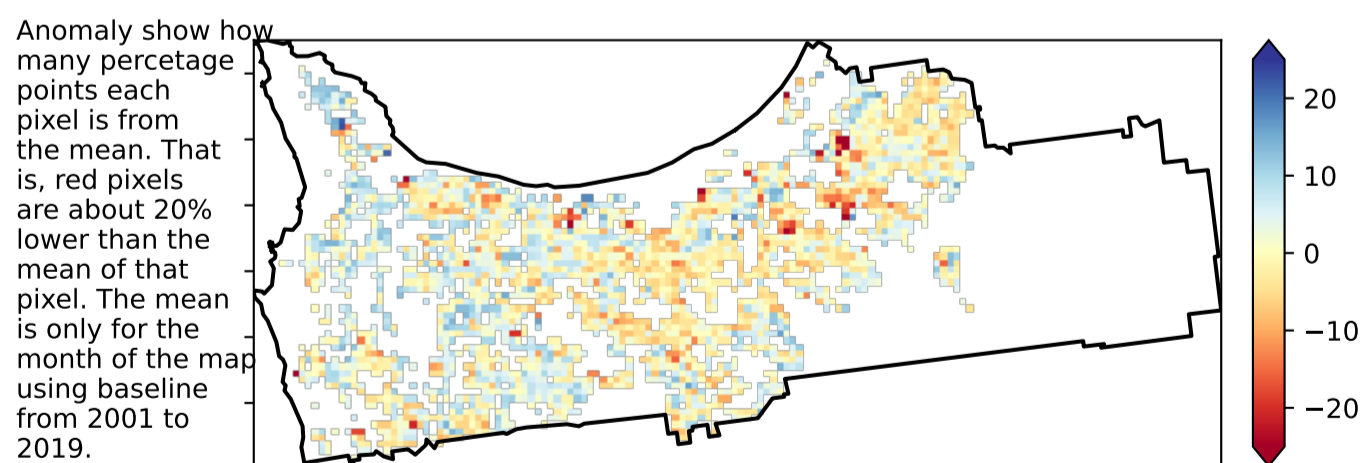 Anomaly show how
many percetage
points each
pixel is from
the mean. That
is, red pixels
are about 20%
lower than the
mean of that
pixel. The mean
is only for the
month of the map
using baseline
from 2001 to
2019.
20
10
0
−10
−20